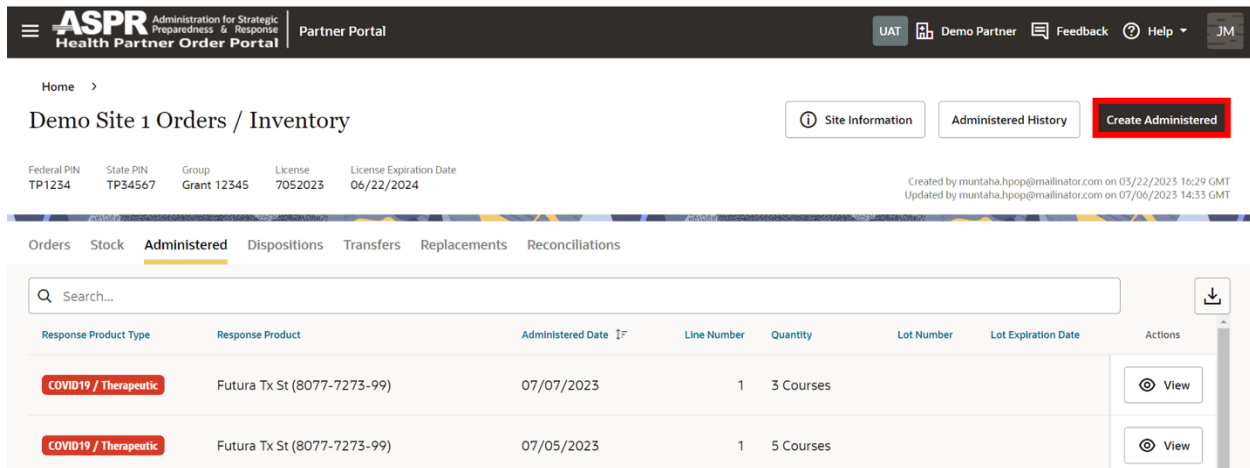 ASPR Administration for Strategic Preparedness & Response
Health Partner Order Portal
Partner Portal
UAT Demo Partner Feedback Help JM
Home >
Demo Site 1 Orders / Inventory
Site Information Administered History Create Administered
Federal PIN State PIN Group License License Expiration Date
TP1234 TP34567 Grant 12345 7052023 06/22/2024
Created by muntaha.hpop@mailinator.com on 03/22/2023 16:29 GMT
Updated by muntaha.hpop@mailinator.com on 07/06/2023 14:33 GMT
Orders Stock Administered Dispositions Transfers Replacements Reconciliations
Search...
Response Product Type Response Product Administered Date Line Number Quantity Lot Number Lot Expiration Date Actions
COVID19 / Therapeutic Futura Tx St (8077-7273-99) 07/07/2023 1 3 Courses View
COVID19 / Therapeutic Futura Tx St (8077-7273-99) 07/05/2023 1 5 Courses View